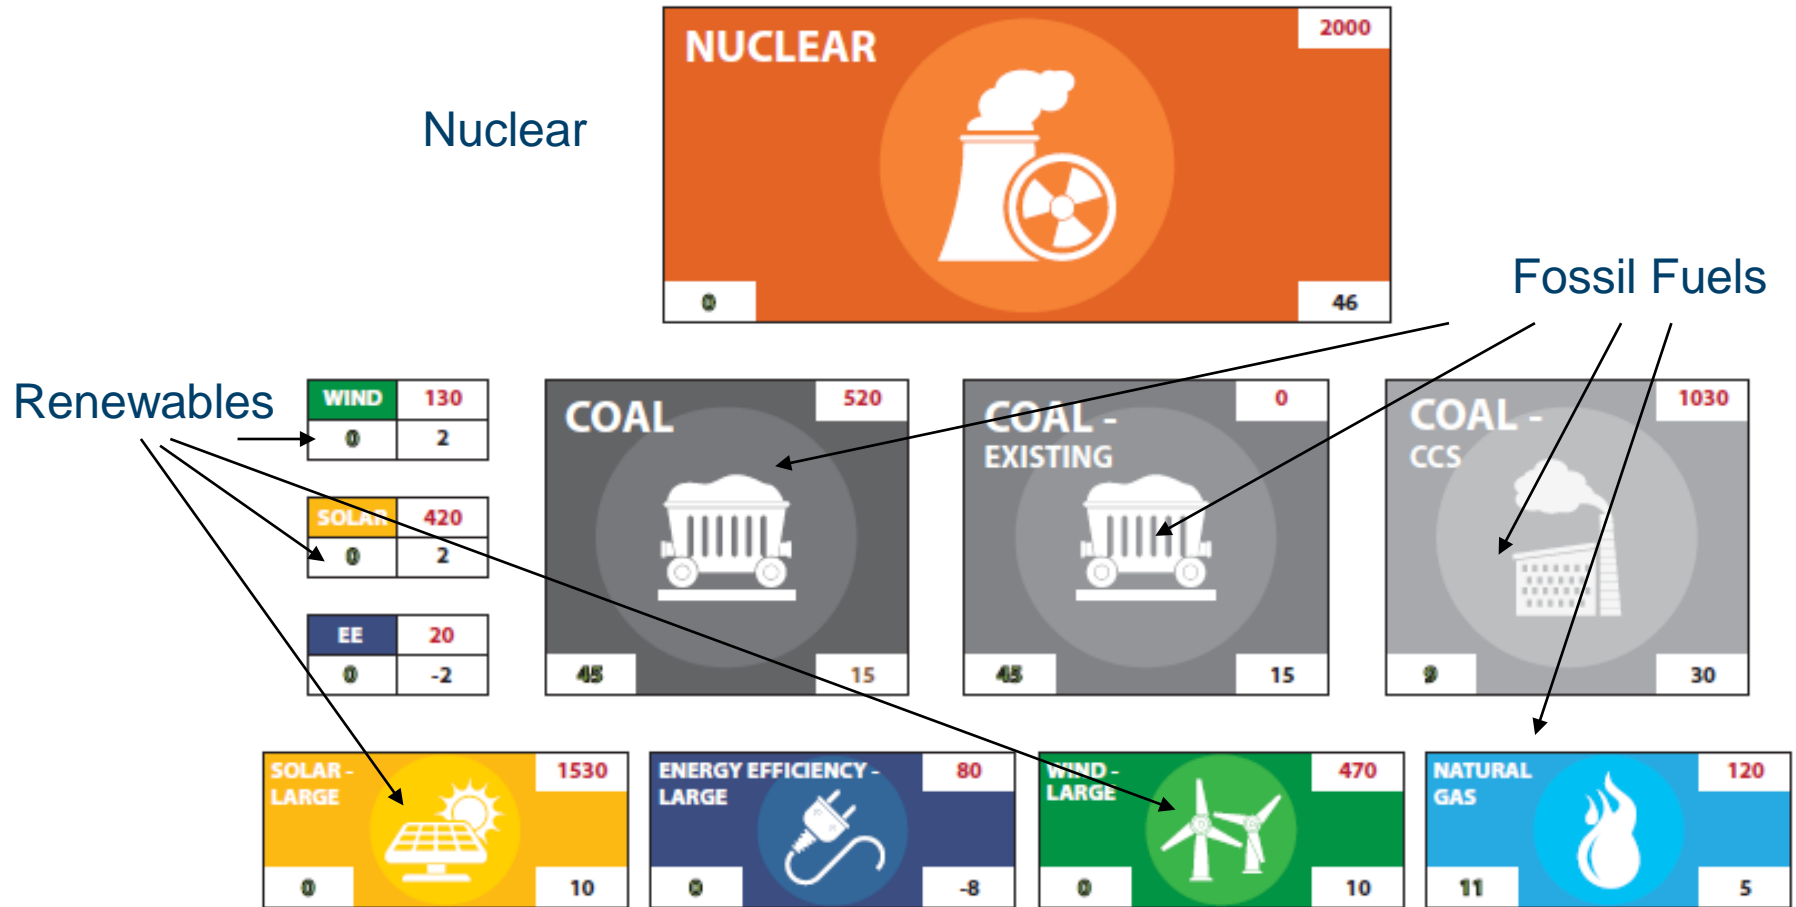 NUCLEAR
2000
Nuclear
0
46
Fossil Fuels
Renewables
WIND 130
0 2
SOLAR 420
0 2
EE 20
0 -2
COAL
520
45
15
COAL -
EXISTING
0
45
15
COAL -
CCS
1030
9
30
SOLAR -
LARGE
1530
0
10
ENERGY EFFICIENCY -
LARGE
80
0
-8
WIND -
LARGE
470
0
10
NATURAL
GAS
120
11
5